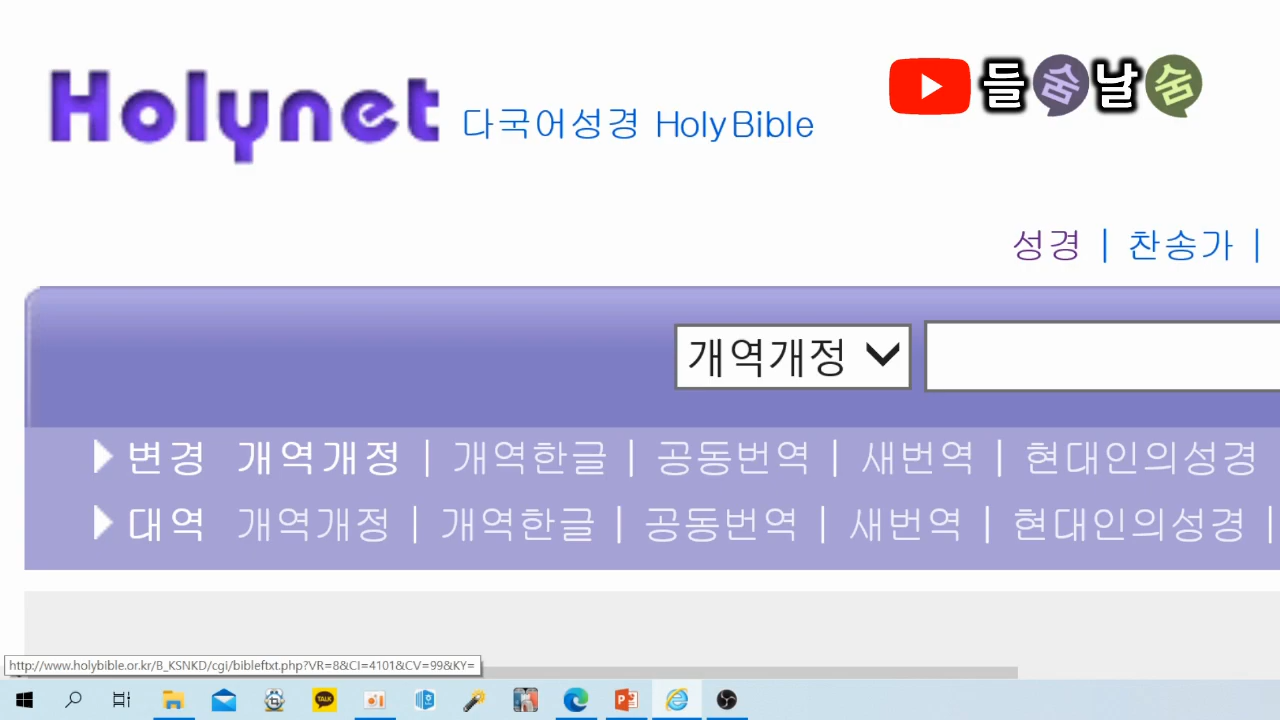 Holynet 다국어성경 HolyBible
들숨날숨
성경 | 찬송가 |
개역개정
변경 개역개정 | 개역한글 | 공동번역 | 새번역 | 현대인의성경
대역 개역개정 | 개역한글 | 공동번역 | 새번역 | 현대인의성경 |
http://www.holybible.or.kr/B_KSNKD/cgi/bibleftxt.php?VR=8&CI=4101&CV=99&KY=
TALK